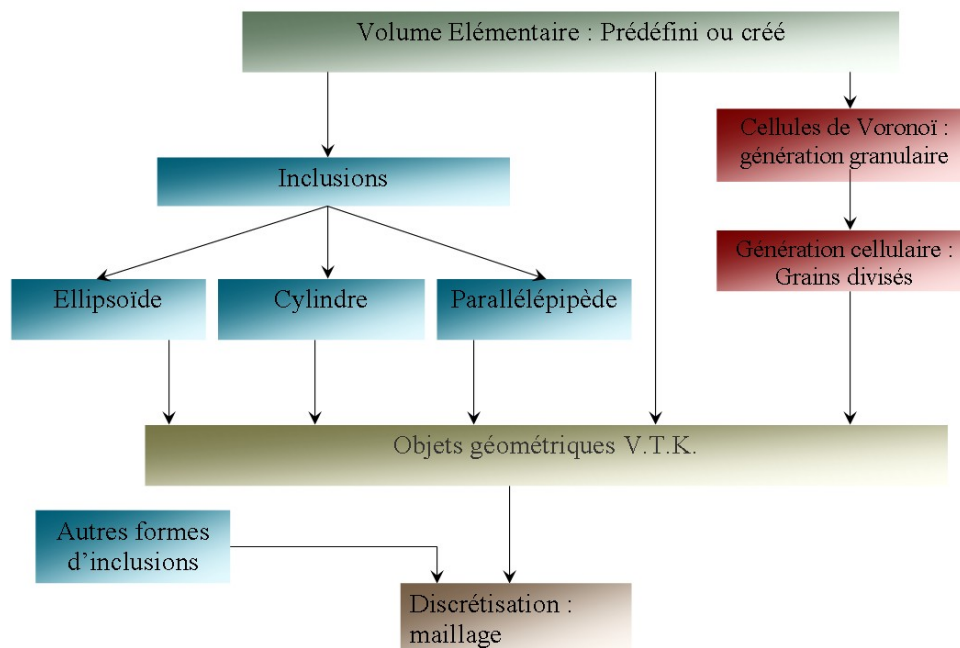 Volume Elémentaire : Prédéfini ou créé
Cellules de Voronoï :
génération granulaire
Inclusions
Génération cellulaire :
Grains divisés
Ellipsoïde
Cylindre
Parallélépipède
Objets géométriques V.T.K.
Autres formes
d’inclusions
Discrétisation :
maillage